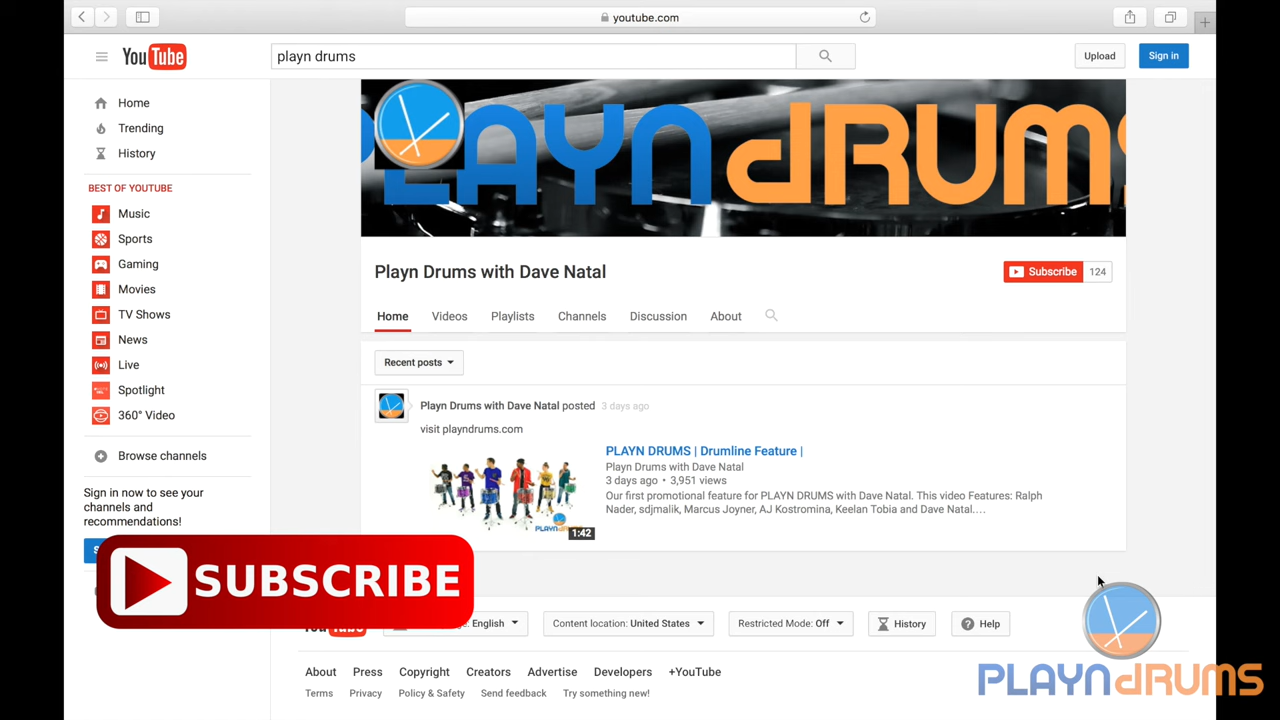 youtube.com
YouTube
playn drums
Upload
Sign in
Home
Trending
History
BEST OF YOUTUBE
Music
Sports
Gaming
Movies
TV Shows
News
Live
Spotlight
360° Video
Browse channels
Sign in now to see your
channels and
recommendations!
PLAYN dRUMS
Playn Drums with Dave Natal
Subscribe 124
Home Videos Playlists Channels Discussion About
Recent posts
Playn Drums with Dave Natal posted 3 days ago
visit playndrums.com
PLAYN DRUMS | Drumline Feature |
Playn Drums with Dave Natal
3 days ago • 3,951 views
Our first promotional feature for PLAYN DRUMS with Dave Natal. This video Features: Ralph
Nader, sdjmalik, Marcus Joyner, AJ Kostromina, Keelan Tobia and Dave Natal....
1:42
SUBSCRIBE
English
Content location: United States
Restricted Mode: Off
History
Help
About Press Copyright Creators Advertise Developers +YouTube
Terms Privacy Policy & Safety Send feedback Try something new!
PLAYN dRUMS